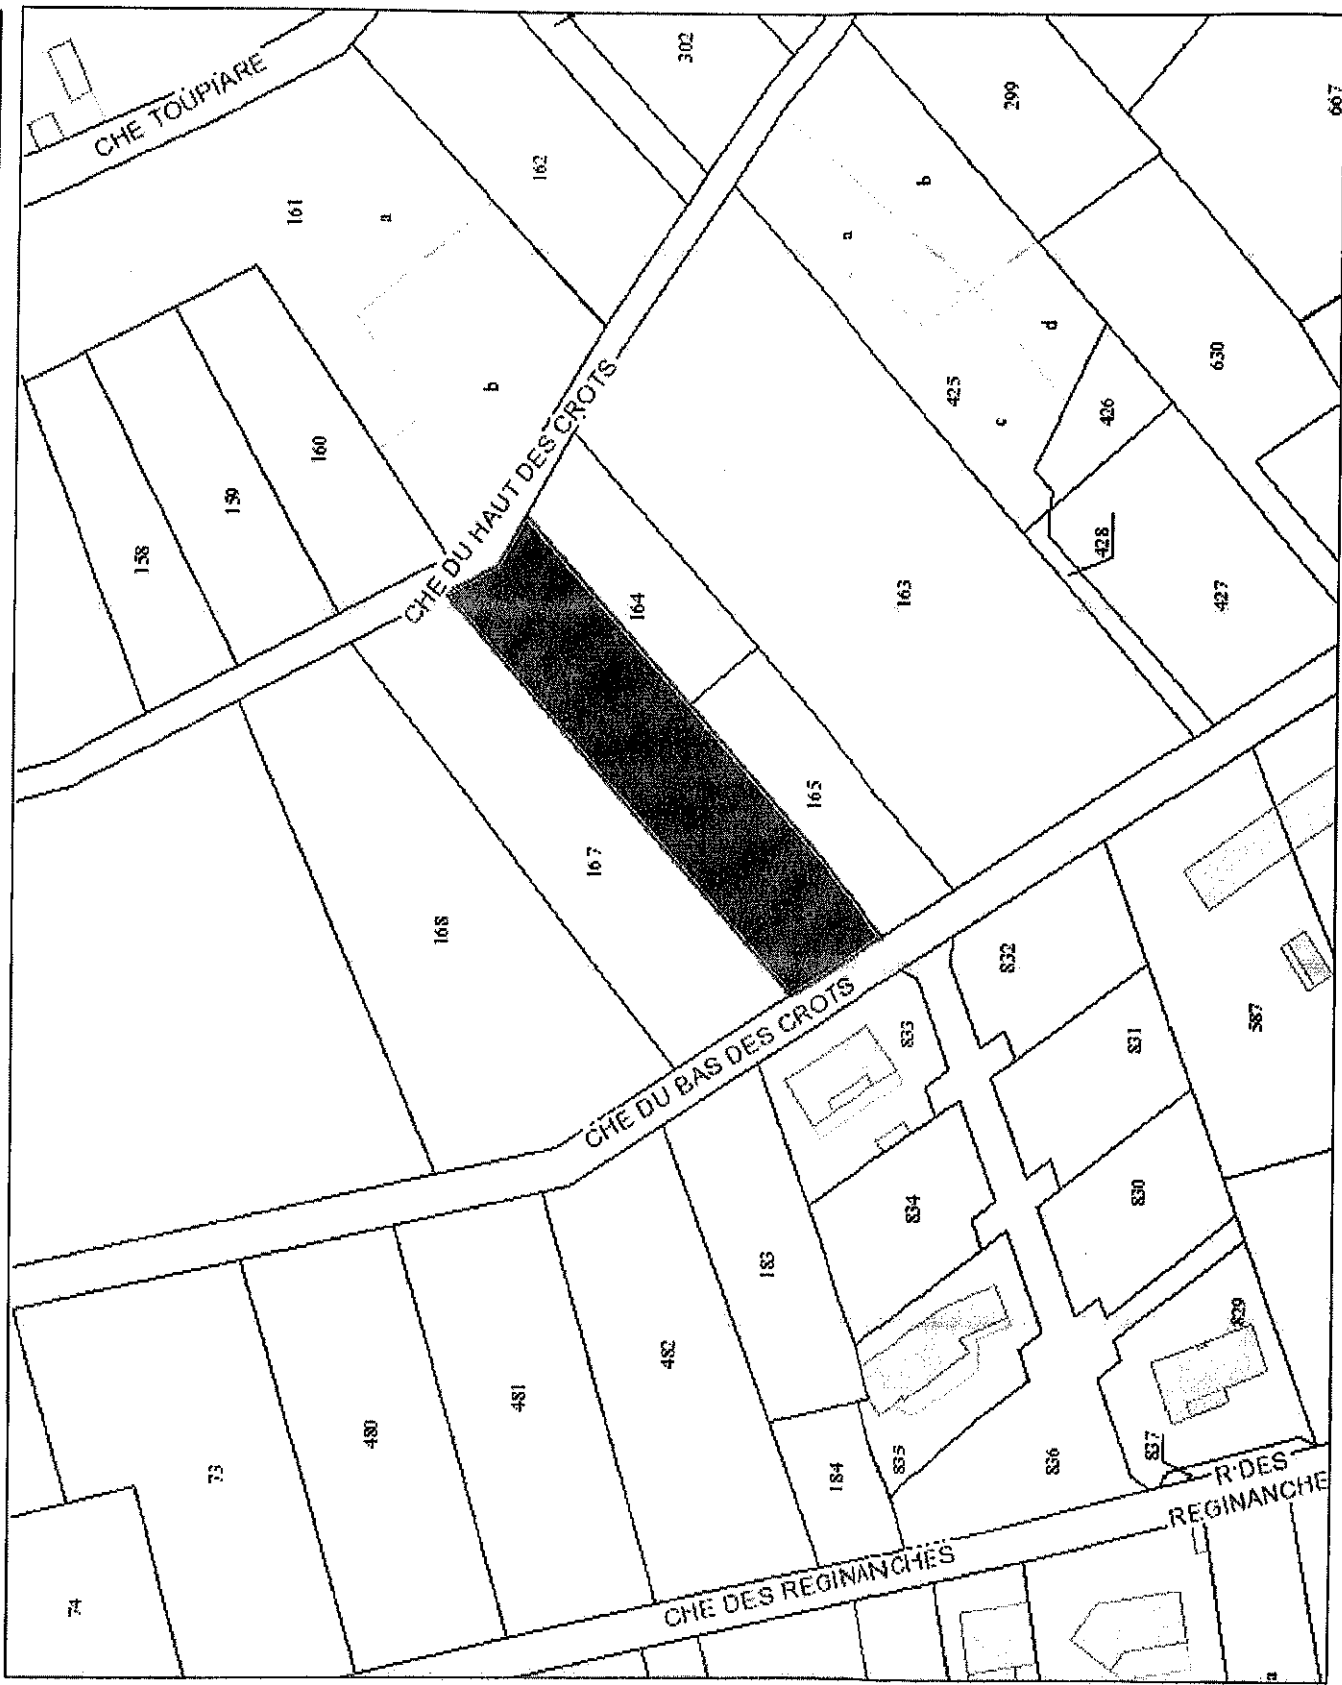 CHE TOUPIARE
302
299
667
162
161
a
b
a
b
158
159
160
CHE DU HAUT DES CROTS
425
c
d
426
630
428
427
163
164
165
167
168
CHE DU BAS DES CROTS
833
832
831
587
834
830
183
482
481
480
73
74
184
835
836
829
837
CHE DES REGINANCHES
R DES
REGINANCHE
a